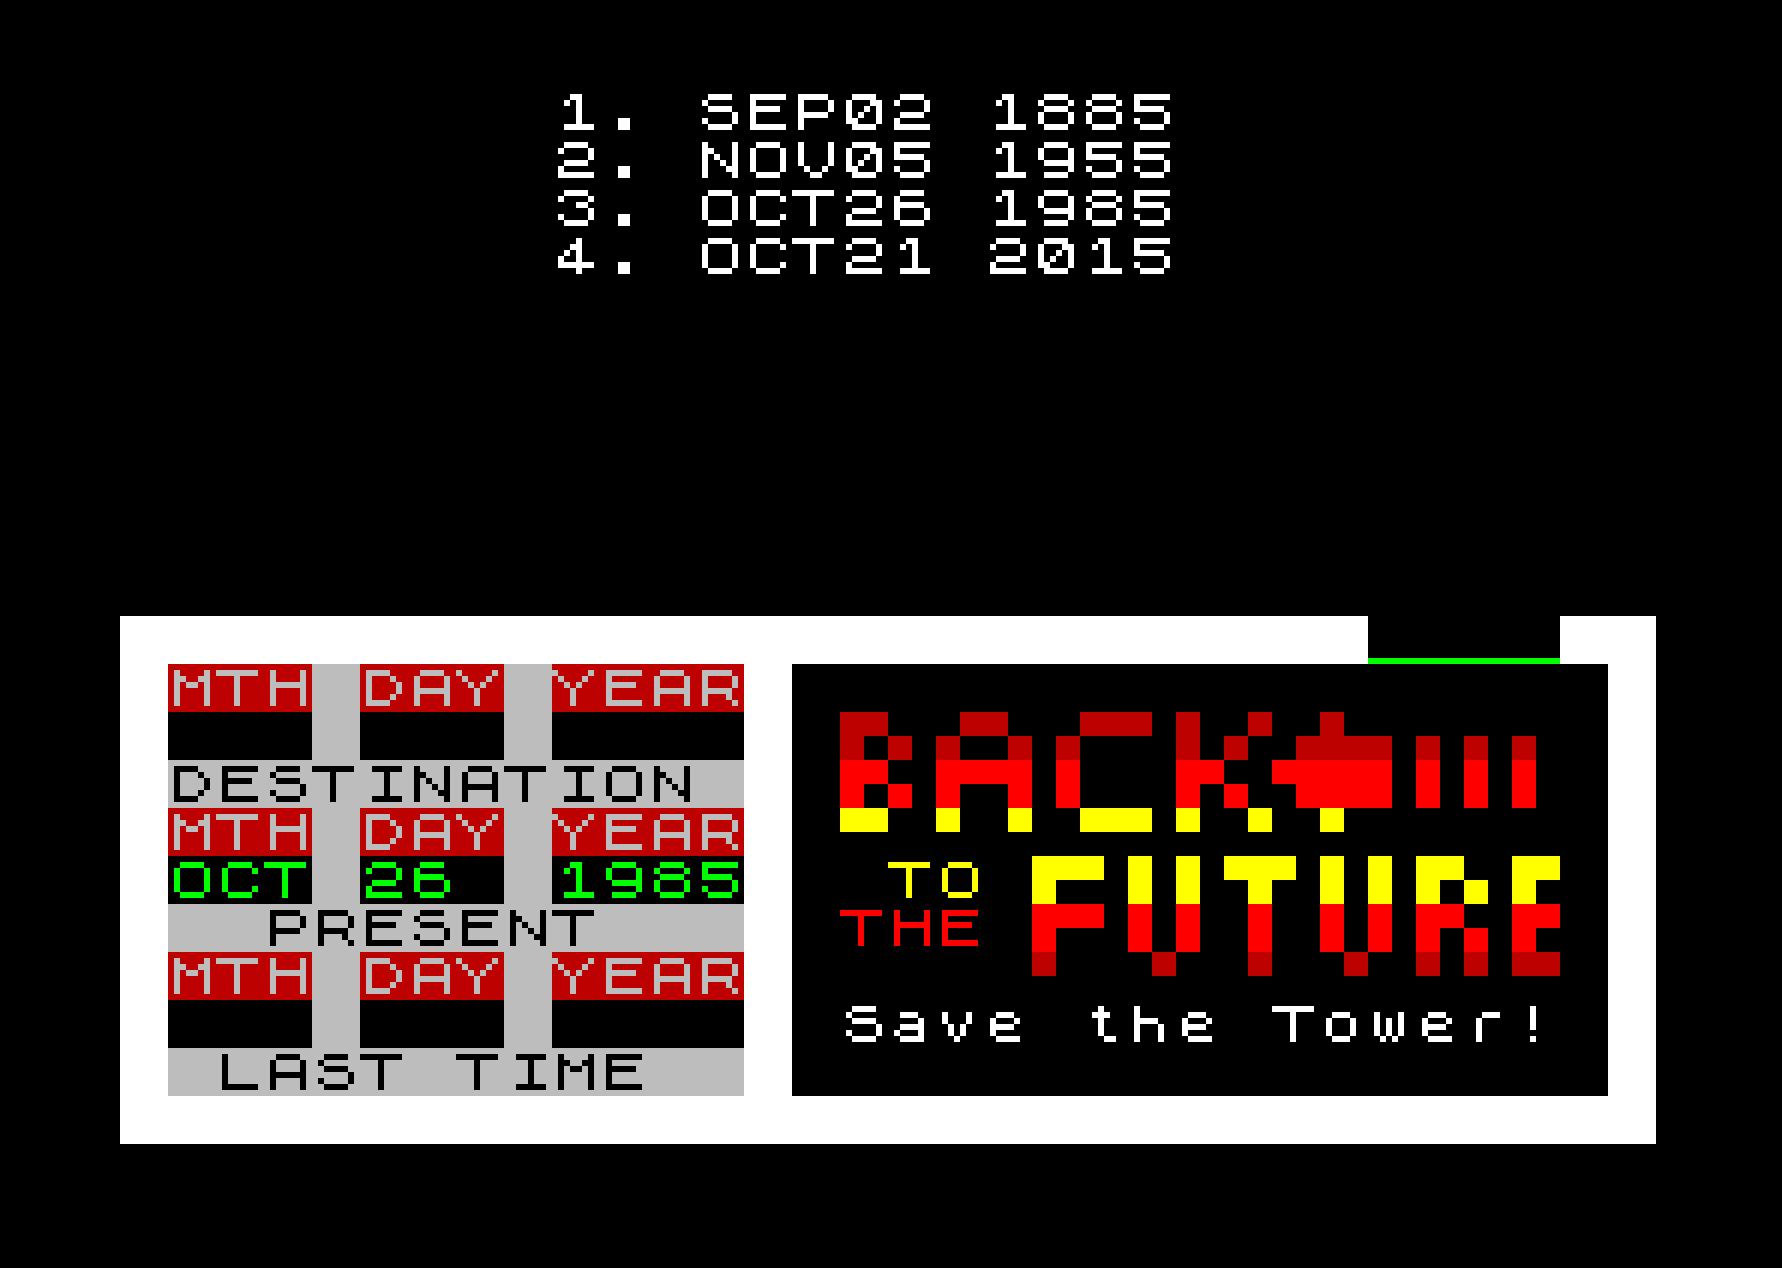 1. SEP02 1885
2. NOV05 1955
3. OCT26 1985
4. OCT21 2015
MTH DAY YEAR
DESTINATION
MTH DAY YEAR
OCT 26 1985
PRESENT
MTH DAY YEAR
LAST TIME
BACK
TO
THE
FUTURE
Save the Tower!